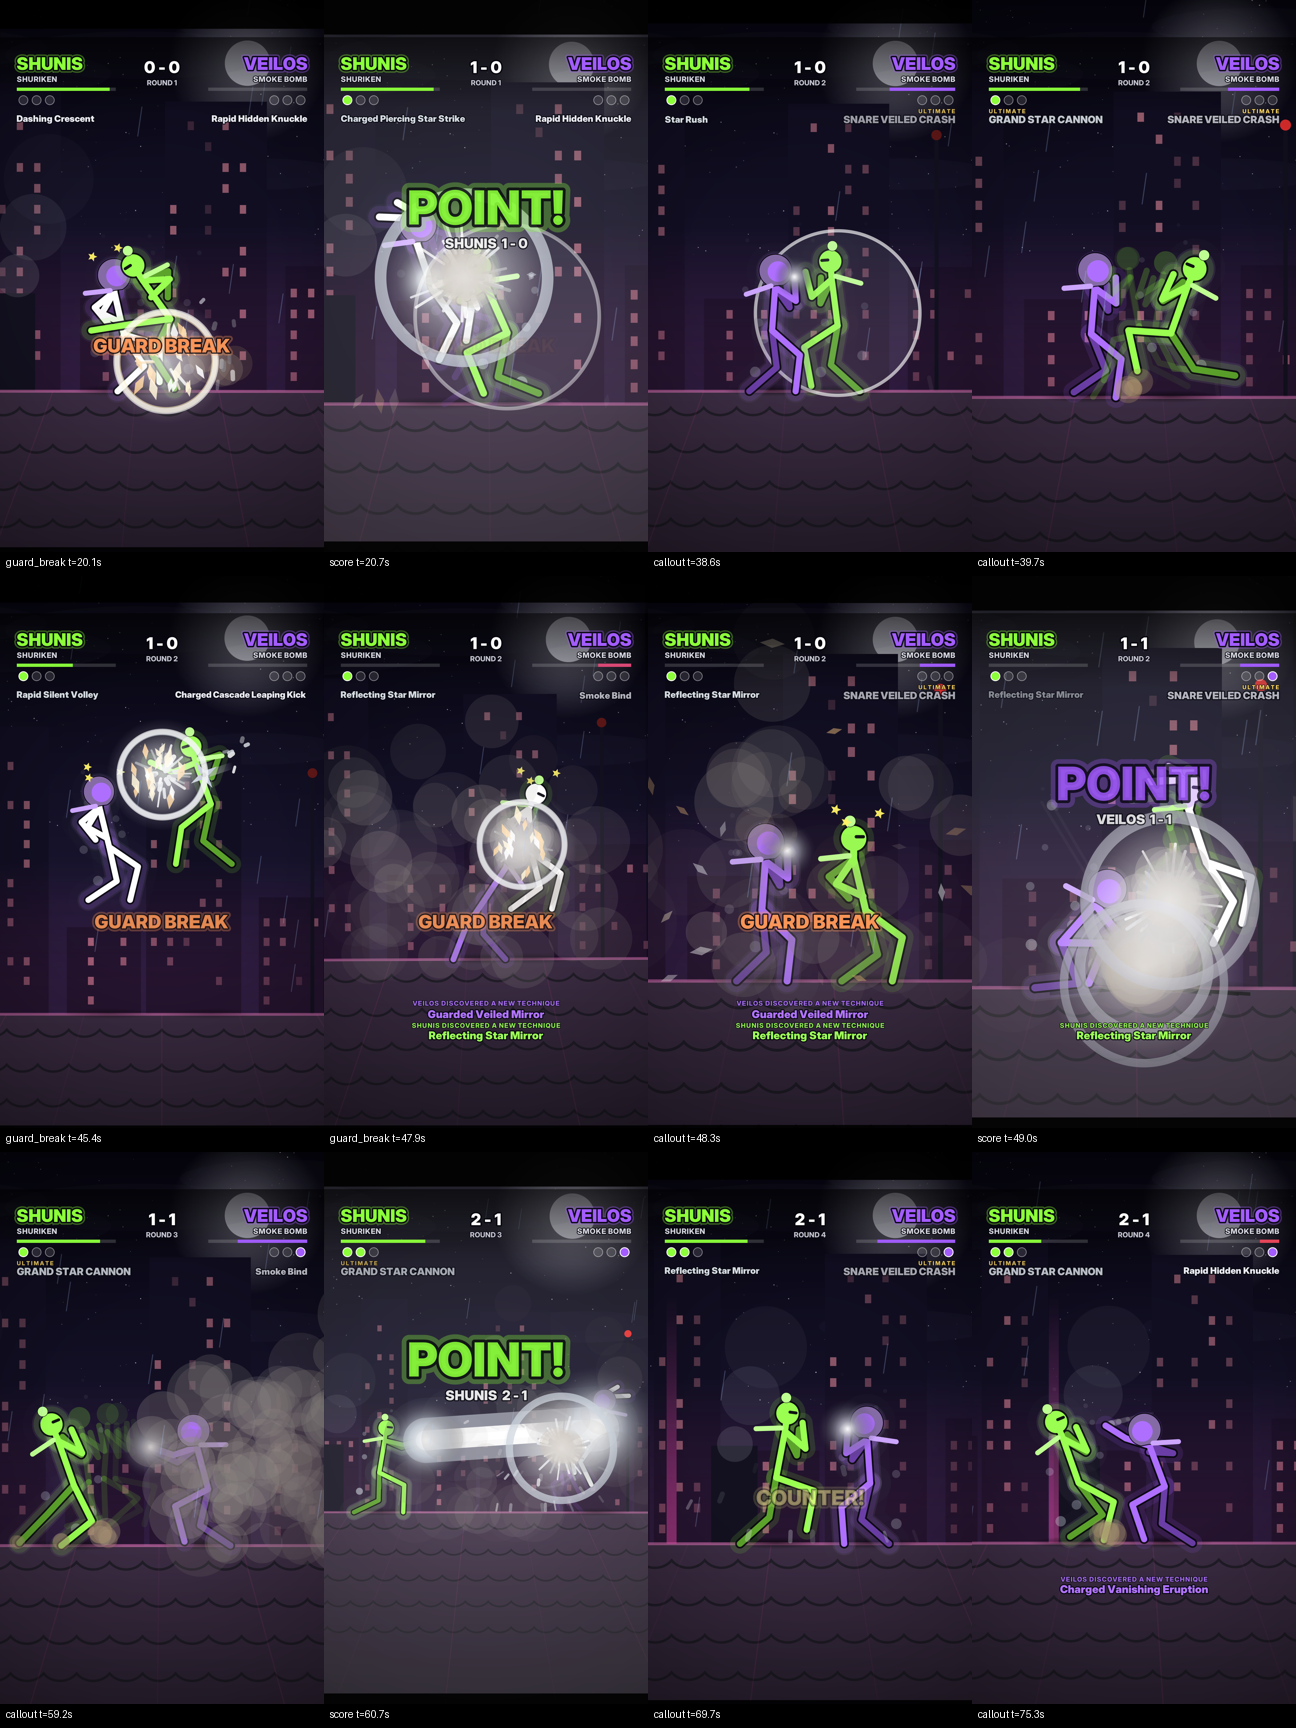 SHUNIS
SHURIKEN
0-0
ROUND 1
VEILOS
SMOKE BOMB
Dashing Crescent
Rapid Hidden Knuckle
GUARD BREAK
guard_break t=20.1s
SHUNIS
SHURIKEN
1-0
ROUND 1
VEILOS
SMOKE BOMB
Charged Piercing Star Strike
Rapid Hidden Knuckle
POINT!
SHUNIS 1-0
score t=20.7s
SHUNIS
SHURIKEN
1-0
ROUND 2
VEILOS
SMOKE BOMB
Star Rush
ULTIMATE
SNARE VEILED CRASH
callout t=38.6s
SHUNIS
SHURIKEN
1-0
ROUND 2
VEILOS
SMOKE BOMB
ULTIMATE
GRAND STAR CANNON
ULTIMATE
SNARE VEILED CRASH
callout t=39.7s
SHUNIS
SHURIKEN
1-0
ROUND 2
VEILOS
SMOKE BOMB
Rapid Silent Volley
Charged Cascade Leaping Kick
GUARD BREAK
guard_break t=45.4s
SHUNIS
SHURIKEN
1-0
ROUND 2
VEILOS
SMOKE BOMB
Reflecting Star Mirror
Smoke Bind
GUARD BREAK
VEILOS DISCOVERED A NEW TECHNIQUE
Guarded Veiled Mirror
SHUNIS DISCOVERED A NEW TECHNIQUE
Reflecting Star Mirror
guard_break t=47.9s
SHUNIS
SHURIKEN
1-0
ROUND 2
VEILOS
SMOKE BOMB
Reflecting Star Mirror
ULTIMATE
SNARE VEILED CRASH
GUARD BREAK
VEILOS DISCOVERED A NEW TECHNIQUE
Guarded Veiled Mirror
SHUNIS DISCOVERED A NEW TECHNIQUE
Reflecting Star Mirror
callout t=48.3s
SHUNIS
SHURIKEN
1-1
ROUND 2
VEILOS
SMOKE BOMB
Reflecting Star Mirror
ULTIMATE
SNARE VEILED CRASH
POINT!
VEILOS 1-1
SHUNIS DISCOVERED A NEW TECHNIQUE
Reflecting Star Mirror
score t=49.0s
SHUNIS
SHURIKEN
1-1
ROUND 3
VEILOS
SMOKE BOMB
ULTIMATE
GRAND STAR CANNON
Smoke Bind
callout t=59.2s
SHUNIS
SHURIKEN
2-1
ROUND 3
VEILOS
SMOKE BOMB
ULTIMATE
GRAND STAR CANNON
POINT!
SHUNIS 2-1
score t=60.7s
SHUNIS
SHURIKEN
2-1
ROUND 4
VEILOS
SMOKE BOMB
Reflecting Star Mirror
ULTIMATE
SNARE VEILED CRASH
COUNTER!
callout t=69.7s
SHUNIS
SHURIKEN
2-1
ROUND 4
VEILOS
SMOKE BOMB
ULTIMATE
GRAND STAR CANNON
Rapid Hidden Knuckle
VEILOS DISCOVERED A NEW TECHNIQUE
Charged Vanishing Eruption
callout t=75.3s